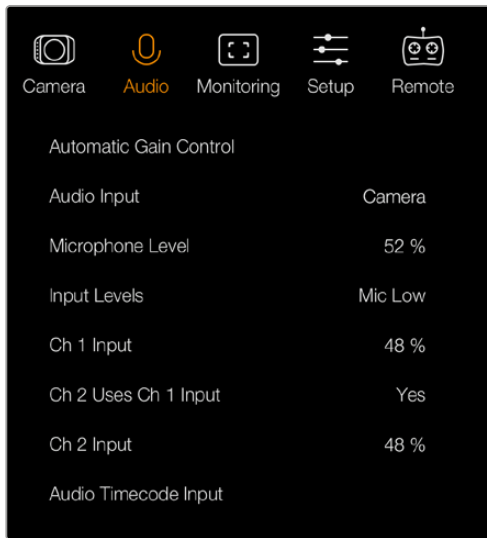 Camera Audio Monitoring Setup Remote
Automatic Gain Control
Audio Input Camera
Microphone Level 52 %
Input Levels Mic Low
Ch 1 Input 48 %
Ch 2 Uses Ch 1 Input Yes
Ch 2 Input 48 %
Audio Timecode Input